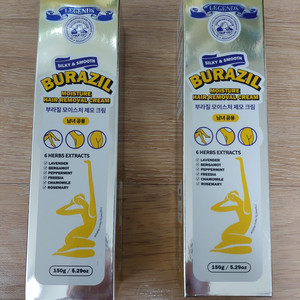 LEGENDS
SILKY & SMOOTH
BURAZIL
MOISTURE
HAIR REMOVAL CREAM
부라질 모이스처 제모 크림
남녀 공용
6 HERBS EXTRACTS
LAVENDER
BERGAMOT
PEPPERMINT
FREESIA
CHAMOMILE
ROSEMARY
150g / 5.29oz
LEGENDS
SILKY & SMOOTH
BURAZIL
MOISTURE
HAIR REMOVAL CREAM
부라질 모이스처 제모 크림
남녀 공용
6 HERBS EXTRACTS
LAVENDER
BERGAMOT
PEPPERMINT
FREESIA
CHAMOMILE
ROSEMARY
150g / 5.29oz